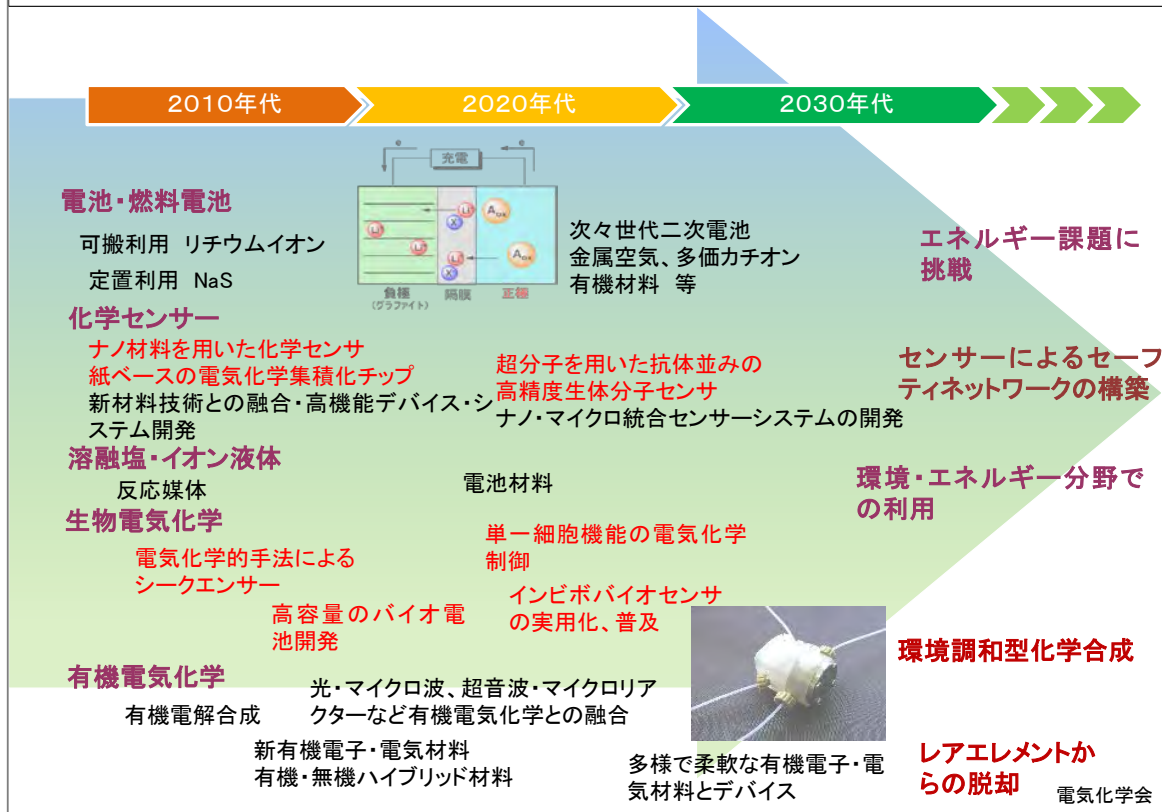 2010年代
2020年代
2030年代
e
e
充電
電池・燃料電池
可搬利用 リチウムイオン
定置利用 NaS
Li
X
Aox
Li
Li
Li
X
Aox
負極
(グラファイト)
隔膜
正極
次々世代二次電池
金属空気、多価カチオン
有機材料 等
エネルギー課題に
挑戦
化学センサー
ナノ材料を用いた化学センサ
紙ベースの電気化学集積化チップ
新材料技術との融合・高機能デバイス・シ
ステム開発
超分子を用いた抗体並みの
高精度生体分子センサ
ナノ・マイクロ統合センサーシステムの開発
センサーによるセーフ
ティネットワークの構築
溶融塩・イオン液体
反応媒体
電池材料
環境・エネルギー分野で
の利用
生物電気化学
電気化学的手法による
シークエンサー
高容量のバイオ電
池開発
単一細胞機能の電気化学
制御
インビボバイオセンサ
の実用化、普及
環境調和型化学合成
有機電気化学
有機電解合成
光・マイクロ波、超音波・マイクロリア
クターなど有機電気化学との融合
新有機電子・電気材料
有機・無機ハイブリッド材料
多様で柔軟な有機電子・電
気材料とデバイス
レアエレメントか
らの脱却
電気化学会